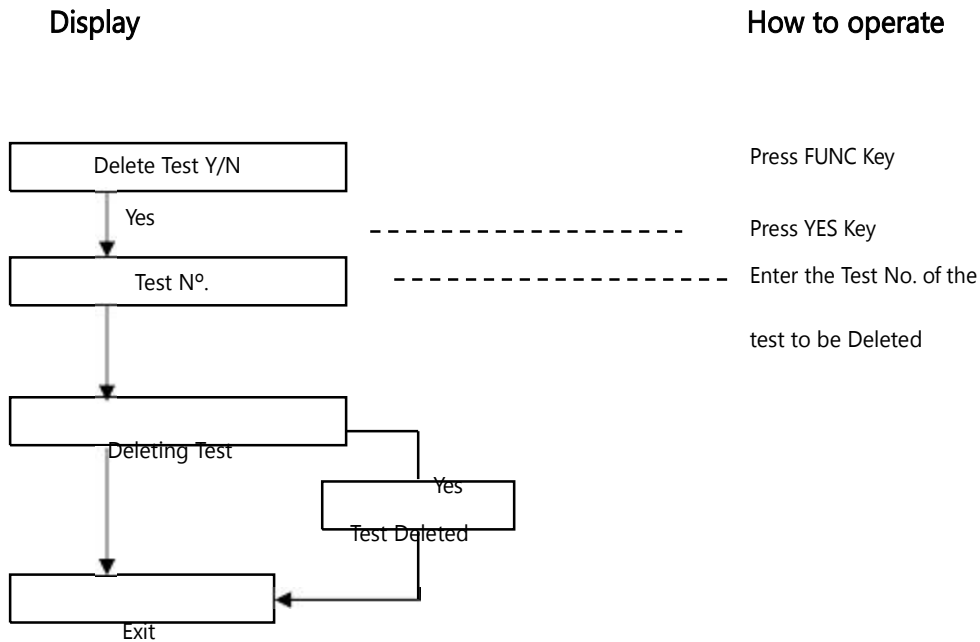 Display
How to operate
Delete Test Y/N
Press FUNC Key
Yes
Press YES Key
Test Nº.
Enter the Test No. of the
test to be Deleted
Deleting Test
Yes
Test Deleted
Exit